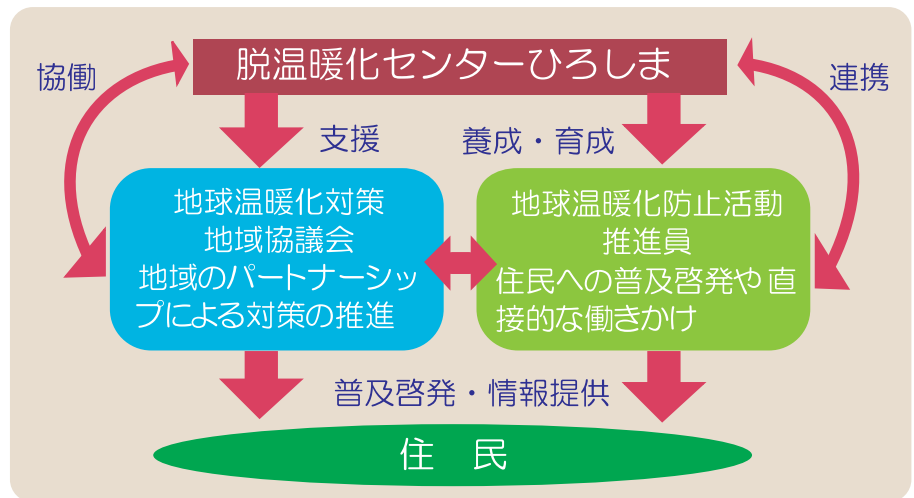 脱温暖化センターひろしま
協働
連携
支援
養成・育成
地球温暖化対策
地域協議会
地域のパートナーシッ
プによる対策の推進
地球温暖化防止活動
推進員
住民への普及啓発や 直
接的な働きかけ
普及啓発・情報提供
住　民